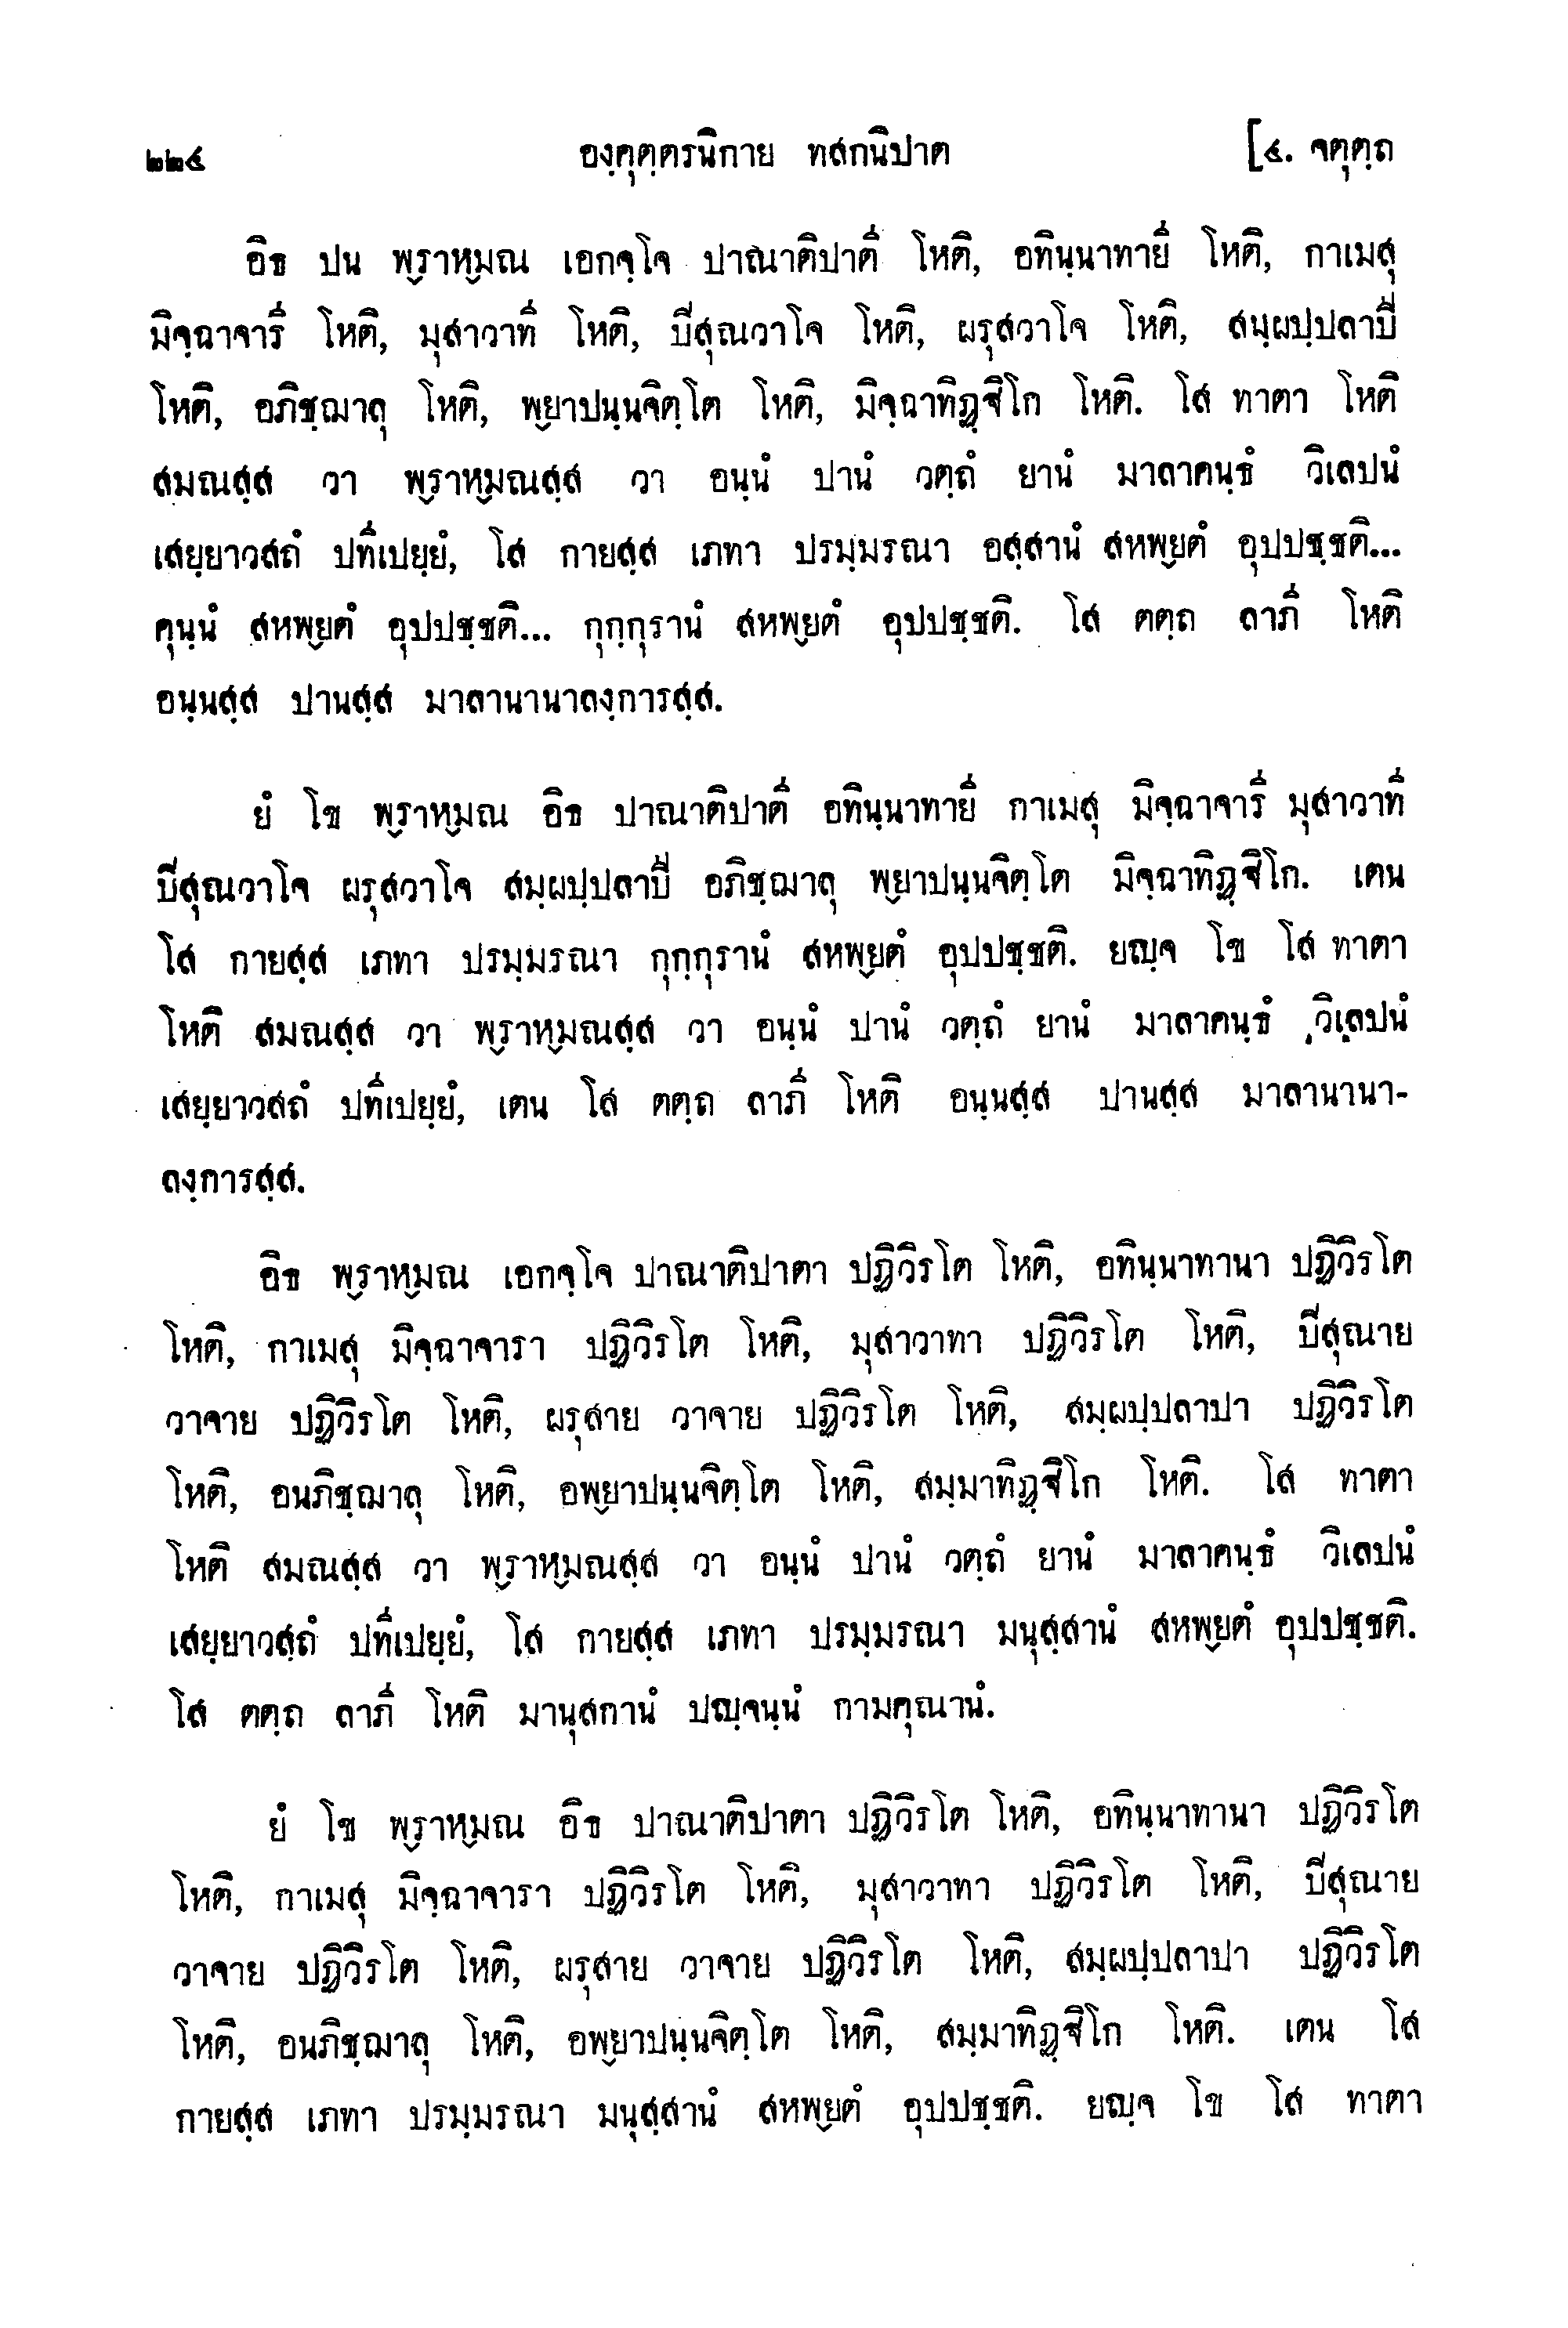 ๒๒๔ องฺคุตฺตรนิกาย ทสกนิปาต [๔. จตุตฺถ
อิธ ปน พฺราหฺมณ เอกจฺโจ ปาณาติปาตี โหติ, อทินฺนาทายี โหติ, กาเมสุ
มิจฺฉาจารี โหติ, มุสาวาที โหติ, ปิสุณวาโจ โหติ, ผรุสวาโจ โหติ, สมฺผปฺปลาปี
โหติ, อภิชฺฌาลุ โหติ, พฺยาปนฺนจิตฺโต โหติ, มิจฺฉาทิฏฺฐิโก โหติ. โส ทาตา โหติ
สมณสฺส วา พฺราหฺมณสฺส วา อนฺนํ ปานํ วตฺถํ ยานํ มาลาคนฺธํ วิเลปนํ
เสยฺยาวสถํ ปทีเปยฺยํ, โส กายสฺส เภทา ปรมฺมรณา อสฺสานํ สหพฺยตํ อุปปชฺชติ...
คุนฺนํ สหพฺยตํ อุปปชฺชติ... กุกฺกุรานํ สหพฺยตํ อุปปชฺชติ. โส ตตฺถ ลาภี โหติ
อนฺนสฺส ปานสฺส มาลานานาลงฺการสฺส.
ยํ โข พฺราหฺมณ อิธ ปาณาติปาตี อทินฺนาทายี กาเมสุ มิจฺฉาจารี มุสาวาที
ปิสุณวาโจ ผรุสวาโจ สมฺผปฺปลาปี อภิชฺฌาลุ พฺยาปนฺนจิตฺโต มิจฺฉาทิฏฺฐิโก. เตน
โส กายสฺส เภทา ปรมฺมรณา กุกฺกุรานํ สหพฺยตํ อุปปชฺชติ. ยญฺจ โข โส ทาตา
โหติ สมณสฺส วา พฺราหฺมณสฺส วา อนฺนํ ปานํ วตฺถํ ยานํ มาลาคนฺธํ วิเลปนํ
เสยฺยาวสถํ ปทีเปยฺยํ, เตน โส ตตฺถ ลาภี โหติ อนฺนสฺส ปานสฺส มาลานานา-
ลงฺการสฺส.
อิธ พฺราหฺมณ เอกจฺโจ ปาณาติปาตา ปฏิวิรโต โหติ, อทินฺนาทานา ปฏิวิรโต
โหติ, กาเมสุ มิจฺฉาจารา ปฏิวิรโต โหติ, มุสาวาทา ปฏิวิรโต โหติ, ปิสุณาย
วาจาย ปฏิวิรโต โหติ, ผรุสาย วาจาย ปฏิวิรโต โหติ, สมฺผปฺปลาปา ปฏิวิรโต
โหติ, อนภิชฺฌาลุ โหติ, อพฺยาปนฺนจิตฺโต โหติ, สมฺมาทิฏฺฐิโก โหติ. โส ทาตา
โหติ สมณสฺส วา พฺราหฺมณสฺส วา อนฺนํ ปานํ วตฺถํ ยานํ มาลาคนฺธํ วิเลปนํ
เสยฺยาวสฺถํ ปทีเปยฺยํ, โส กายสฺส เภทา ปรมฺมรณา มนุสฺสานํ สหพฺยตํ อุปปชฺชติ.
โส ตตฺถ ลาภี โหติ มานุสกานํ ปญฺจนฺนํ กามคุณานํ.
ยํ โข พฺราหฺมณ อิธ ปาณาติปาตา ปฏิวิรโต โหติ, อทินฺนาทานา ปฏิวิรโต
โหติ, กาเมสุ มิจฺฉาจารา ปฏิวิรโต โหติ, มุสาวาทา ปฏิวิรโต โหติ, ปิสุณาย
วาจาย ปฏิวิรโต โหติ, ผรุสาย วาจาย ปฏิวิรโต โหติ, สมฺผปฺปลาปา ปฏิวิรโต
โหติ, อนภิชฺฌาลุ โหติ, อพฺยาปนฺนจิตฺโต โหติ, สมฺมาทิฏฺฐิโก โหติ. เตน โส
กายสฺส เภทา ปรมฺมรณา มนุสฺสานํ สหพฺยตํ อุปปชฺชติ. ยญฺจ โข โส ทาตา